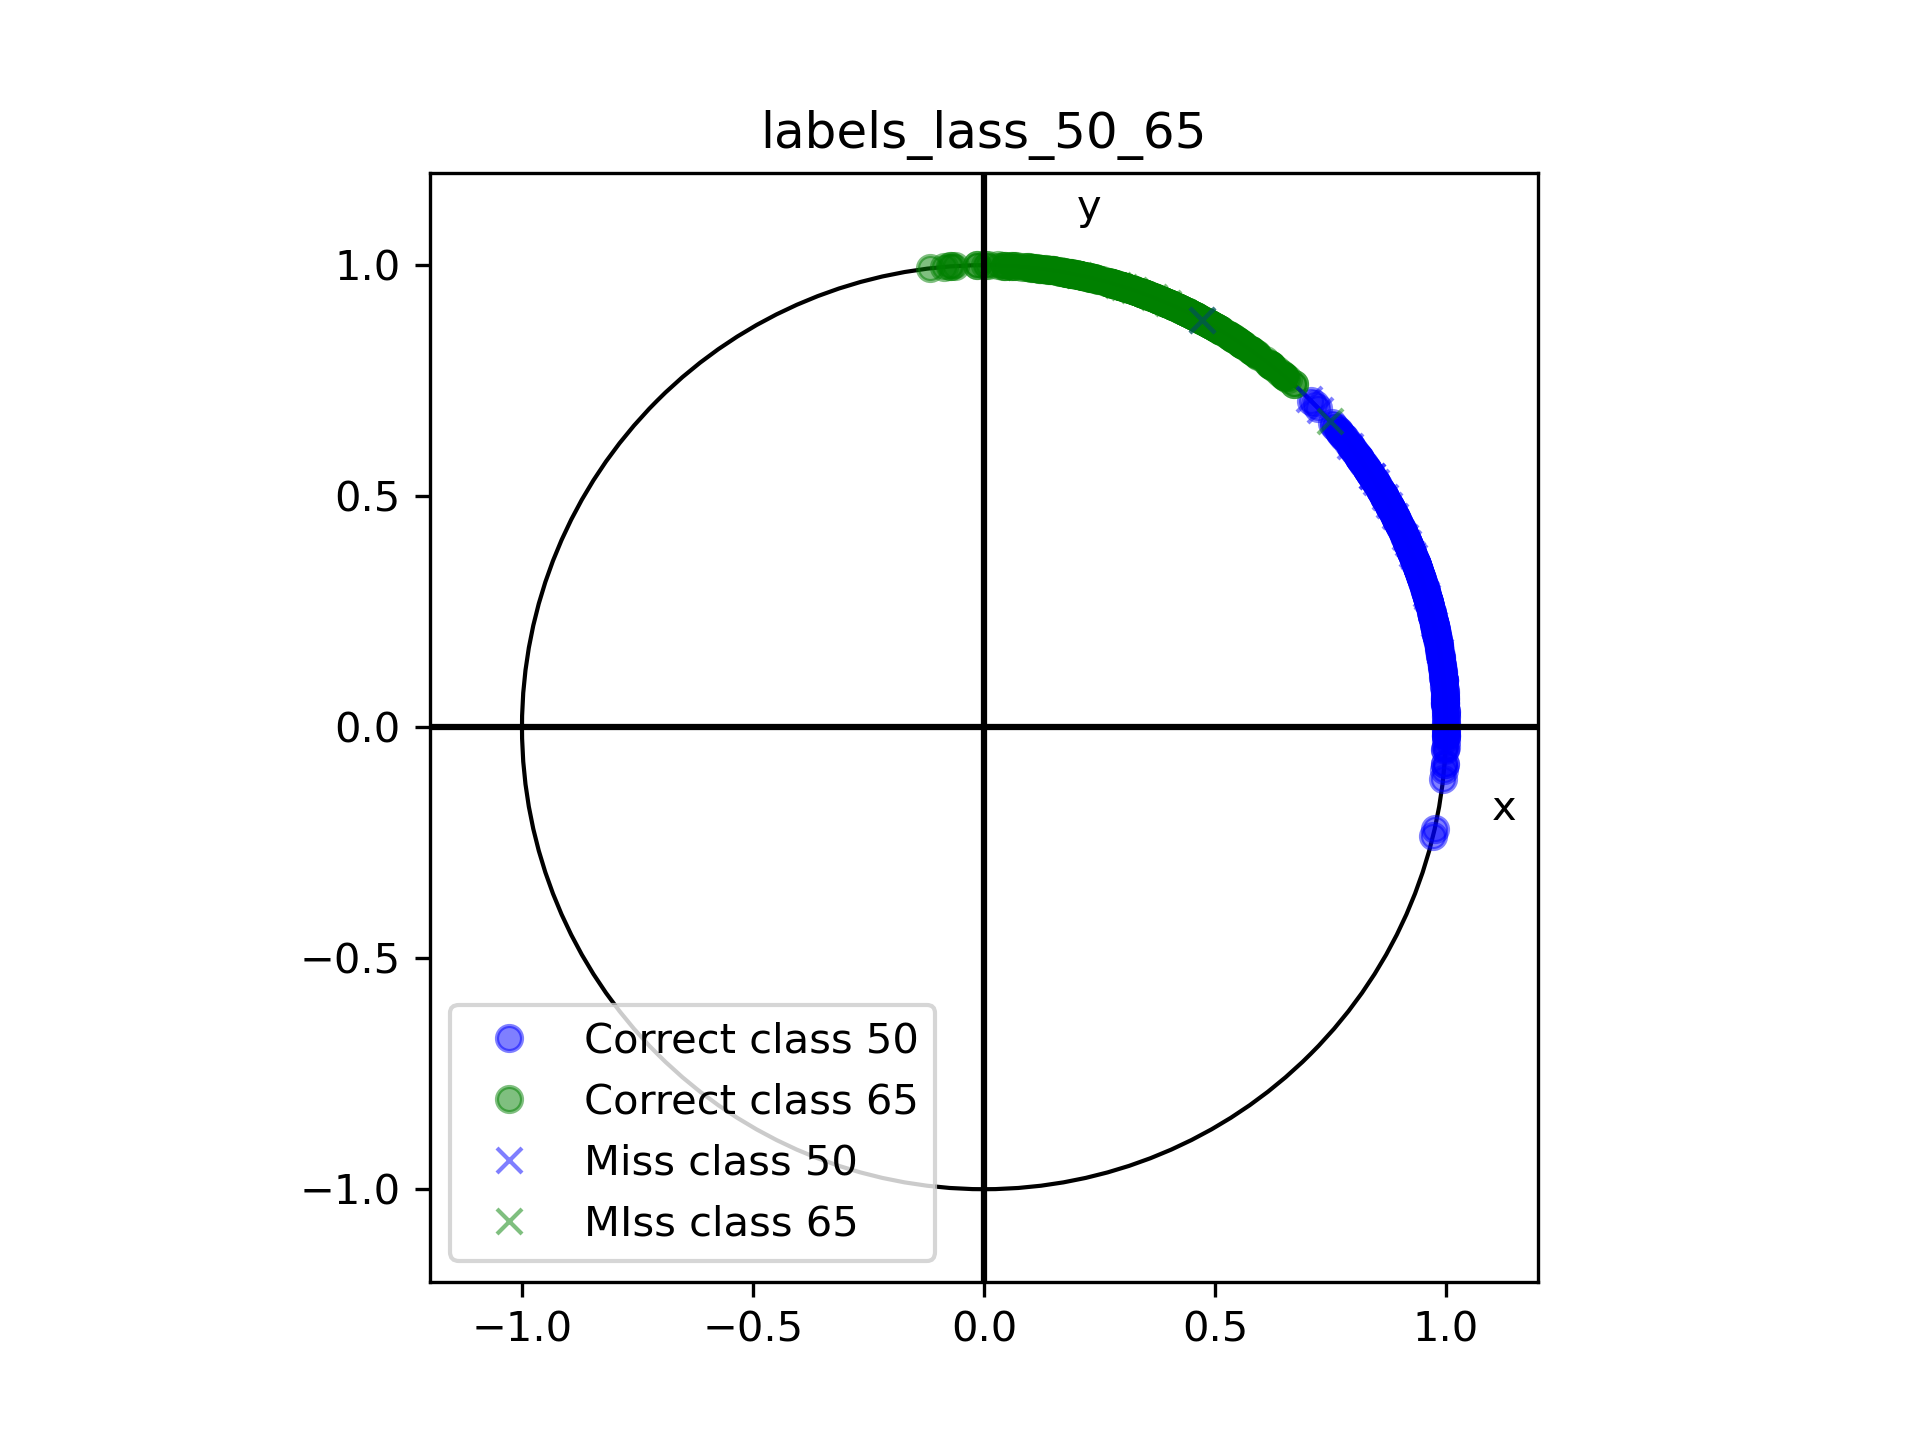 labels_lass_50_65
y
1.0
0.5
0.0
−0.5
−1.0
x
Correct class 50
Correct class 65
Miss class 50
MIss class 65
−1.0 −0.5 0.0 0.5 1.0